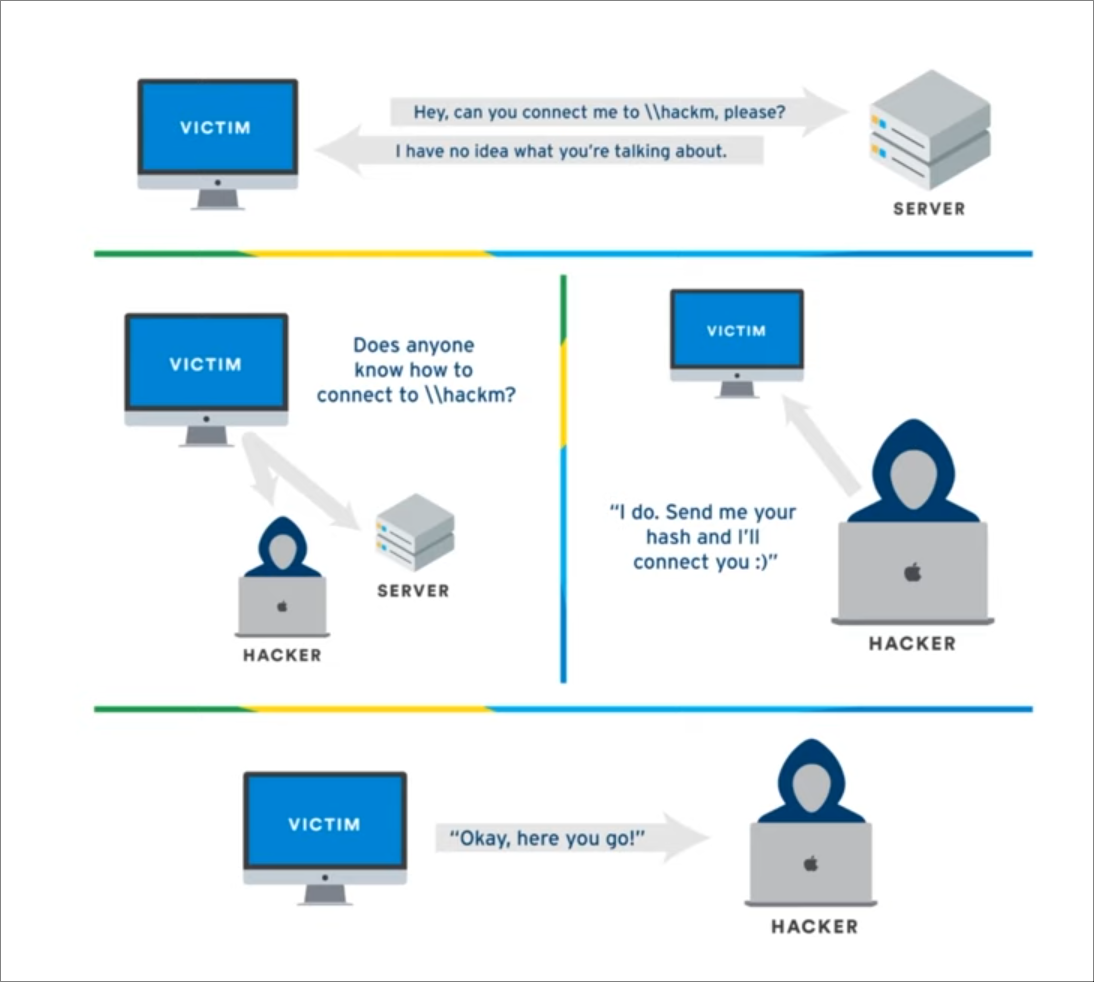 VICTIM
Hey, can you connect me to \\hackm, please?
I have no idea what you're talking about.
SERVER
VICTIM
Does anyone
know how to
connect to \\hackm?
SERVER
HACKER
VICTIM
“I do. Send me your
hash and I'll
connect you :)”
HACKER
VICTIM
“Okay, here you go!”
HACKER